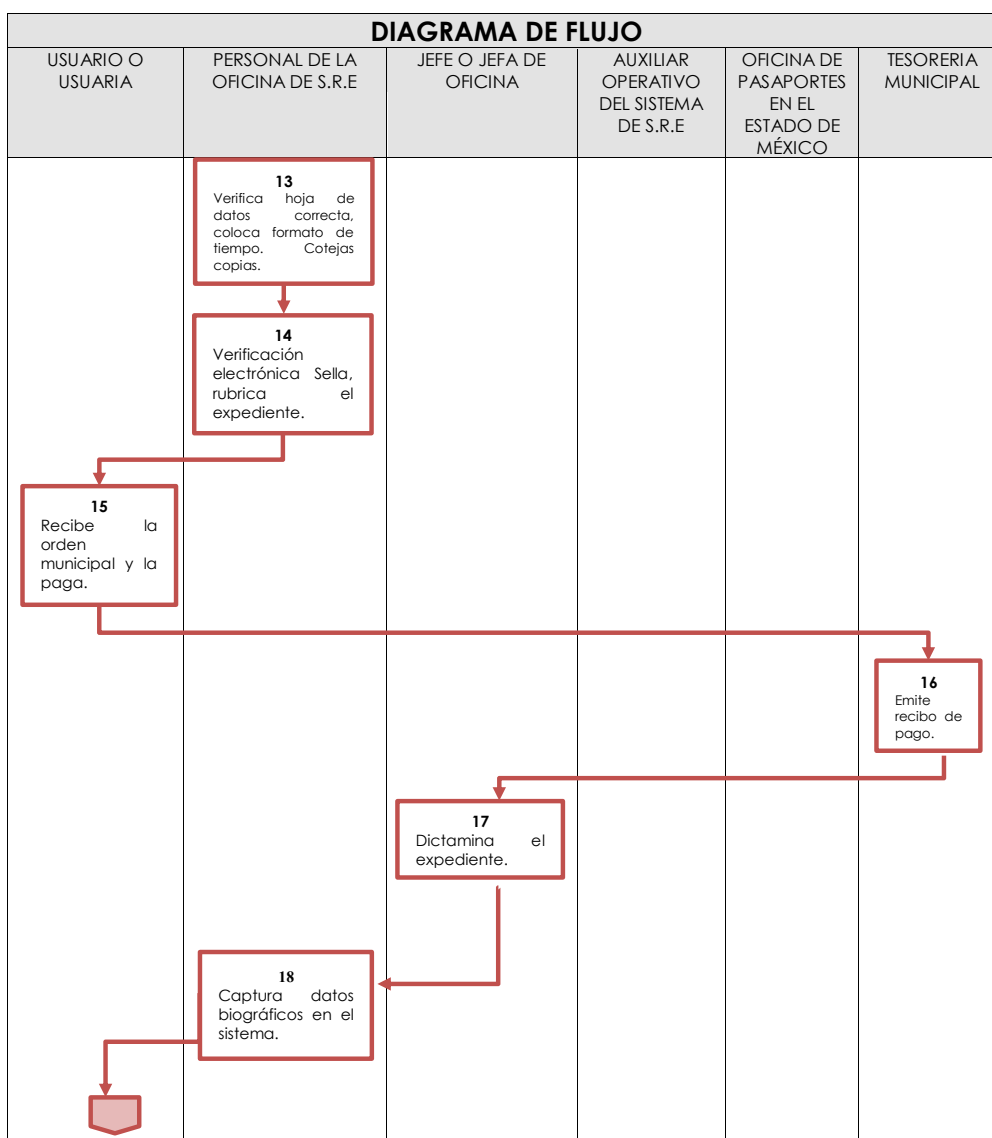 DIAGRAMA DE FLUJO
USUARIO O
USUARIA
PERSONAL DE LA
OFICINA DE S.R.E
JEFE O JEFA DE
OFICINA
AUXILIAR
OPERATIVO
DEL SISTEMA
DE S.R.E
OFICINA DE
PASAPORTES
EN EL
ESTADO DE
MÉXICO
TESORERIA
MUNICIPAL
13
Verifica hoja de
datos correcta,
coloca formato de
tiempo. Cotejas
copias.
14
Verificación
electrónica Sella,
rubrica el
expediente.
15
Recibe la
orden
municipal y la
paga.
16
Emite
recibo de
pago.
17
Dictamina el
expediente.
18
Captura datos
biográficos en el
sistema.